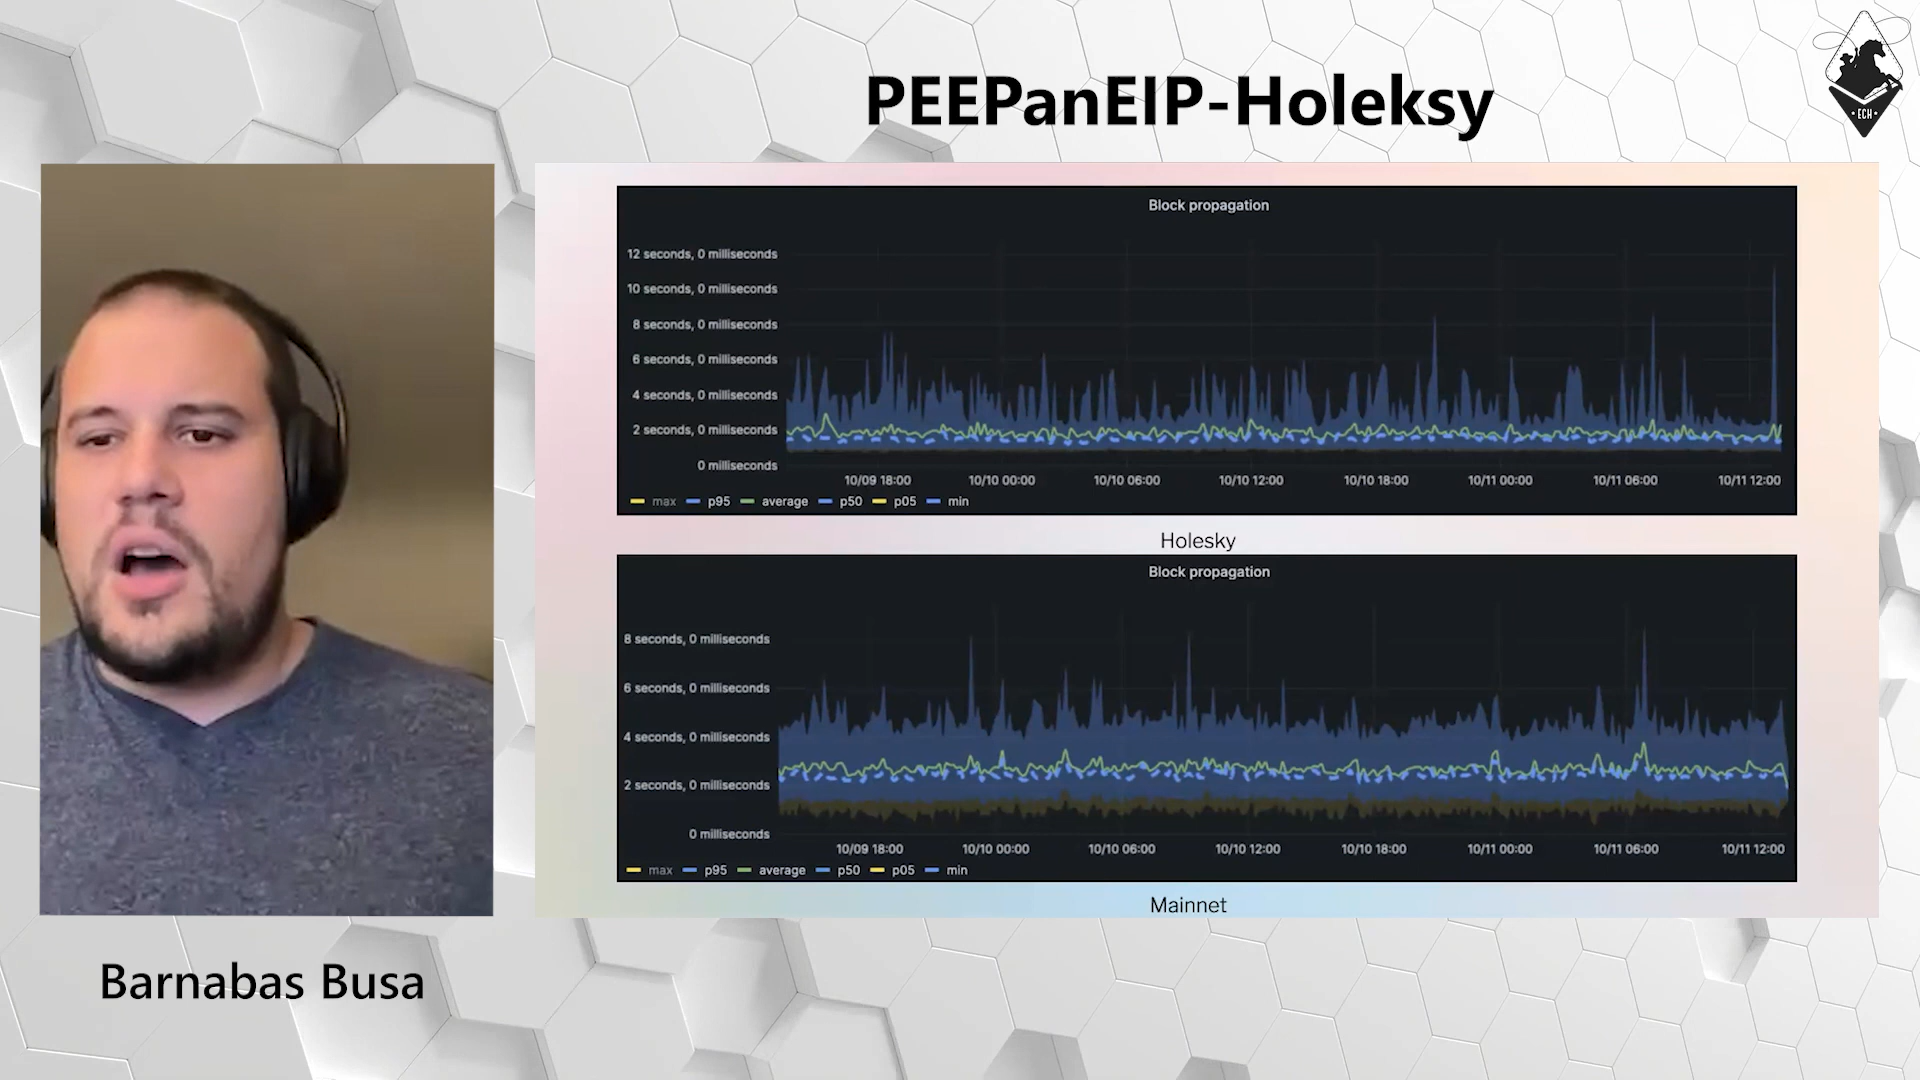 PEEPanEIP-Holeksy
• ECH •
Block propagation
12 seconds, 0 milliseconds
10 seconds, 0 milliseconds
8 seconds, 0 milliseconds
6 seconds, 0 milliseconds
4 seconds, 0 milliseconds
2 seconds, 0 milliseconds
0 milliseconds
10/09 18:00 10/10 00:00 10/10 06:00 10/10 12:00 10/10 18:00 10/11 00:00 10/11 06:00 10/11 12:00
max p95 average p50 p05 min
Holesky
Block propagation
8 seconds, 0 milliseconds
6 seconds, 0 milliseconds
4 seconds, 0 milliseconds
2 seconds, 0 milliseconds
0 milliseconds
10/09 18:00 10/10 00:00 10/10 06:00 10/10 12:00 10/10 18:00 10/11 00:00 10/11 06:00 10/11 12:00
max p95 average p50 p05 min
Mainnet
Barnabas Busa